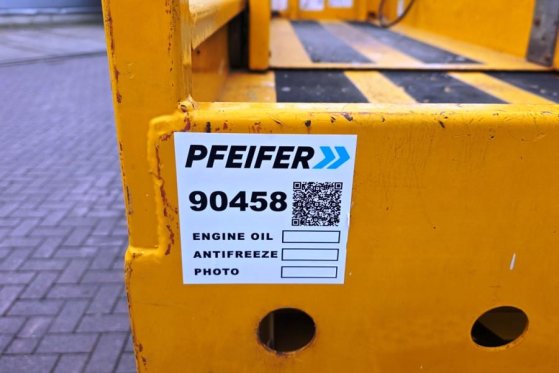 PFEIFER
90458
ENGINE OIL
ANTIFREEZE
PHOTO